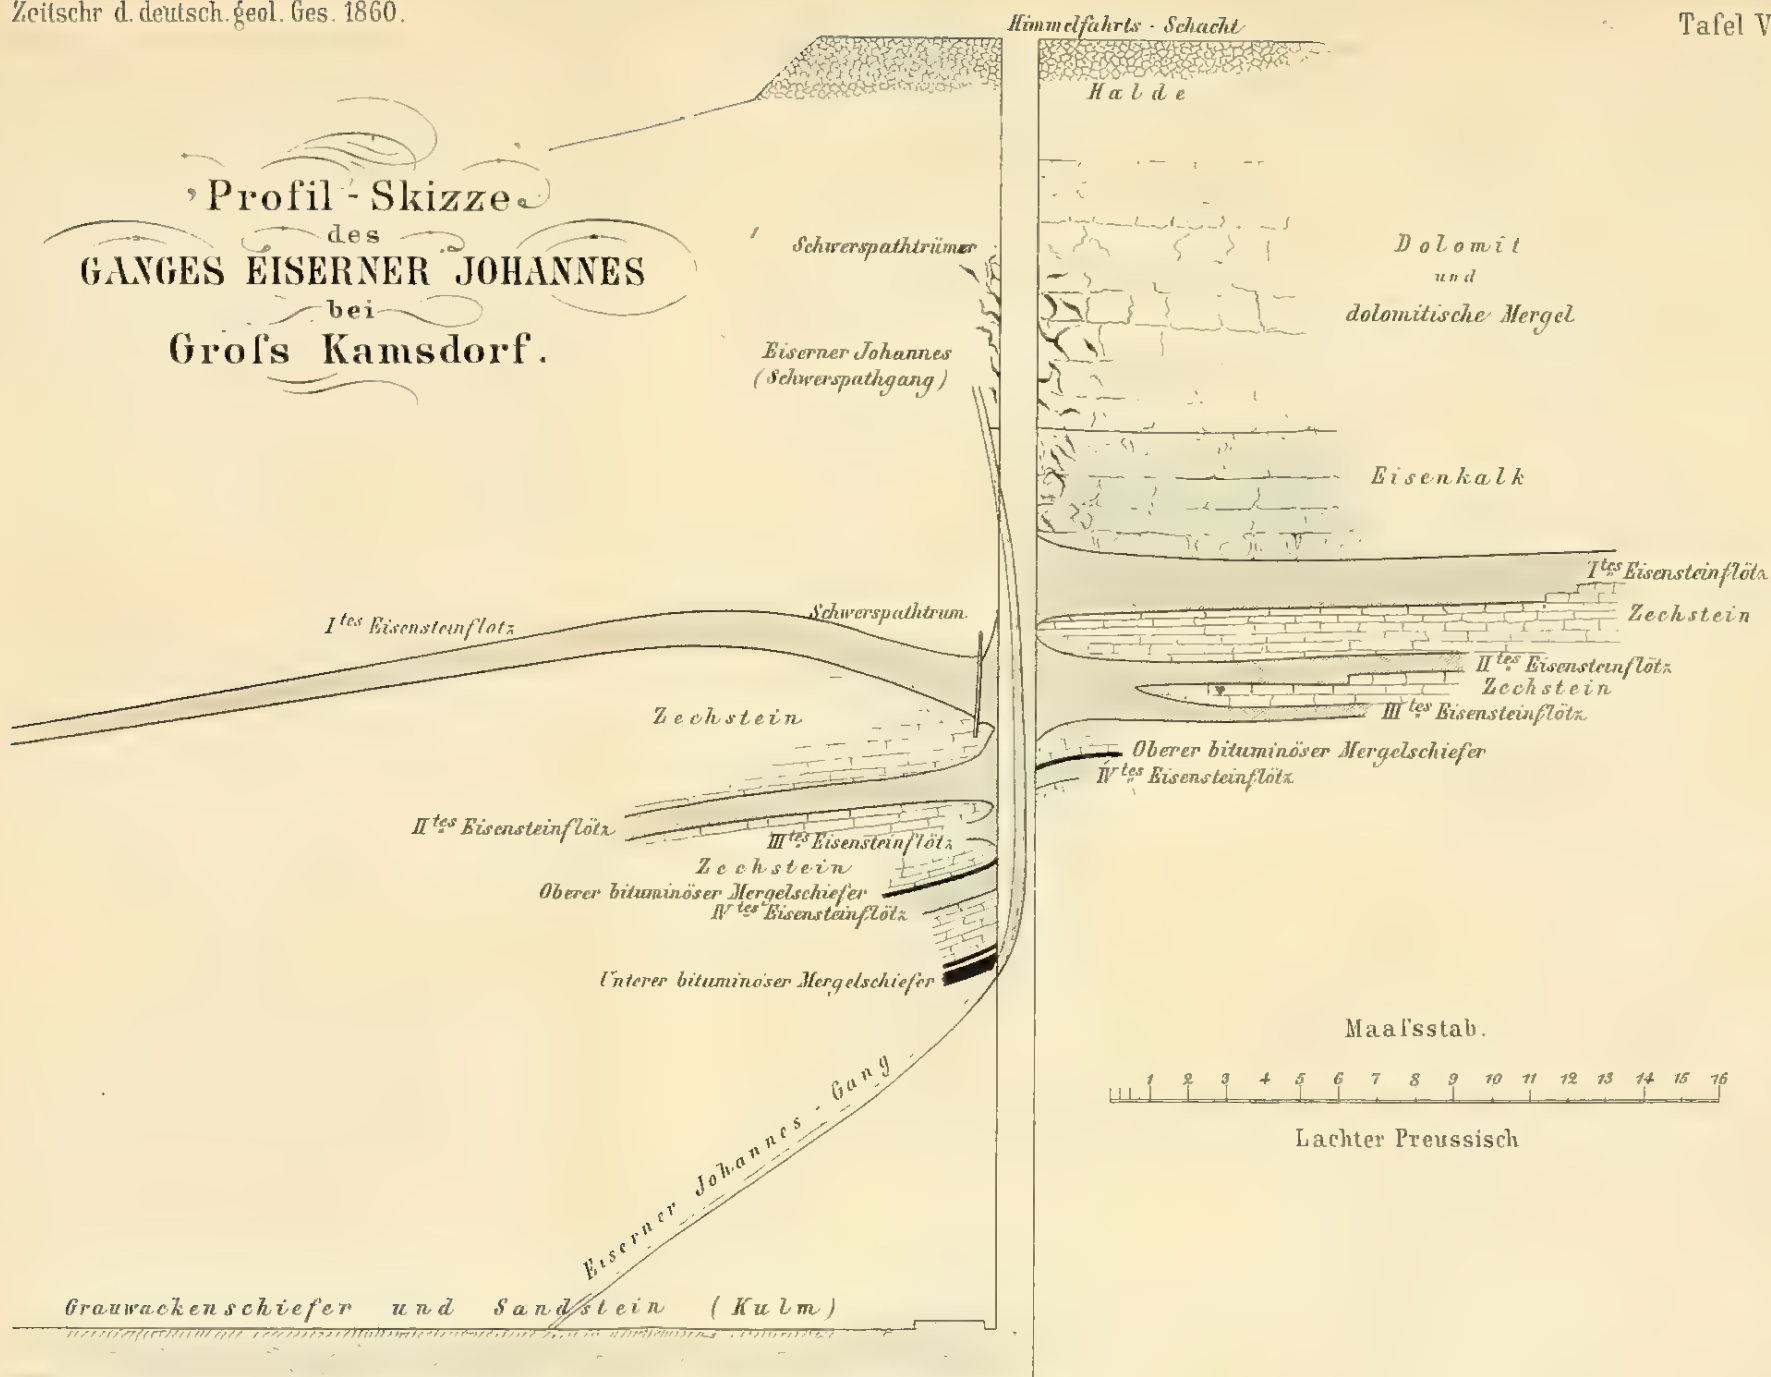 Zeitschr d. deutsch. geol. Ges. 1860.
Tafel V
Himmelfahrts - Schacht
Halde
Profil - Skizze
des
GANGES EISERNER JOHANNES
bei
Groſs Kamsdorf.
Schwerspathtrümer
Dolomit
und
dolomitische Mergel
Eiserner Johannes
(Schwerspathgang)
Eisenkalk
Ites Eisensteinflötz
Zechstein
IItes Eisensteinflötz
Zechstein
IIItes Eisensteinflötz
Oberer bituminöser Mergelschiefer
IVtes Eisensteinflötz
Ites Eisensteinflotz
Schwerspathtrum.
Zechstein
IItes Eisensteinflötz
IIItes Eisensteinflötz
Zechstein
Oberer bituminöser Mergelschiefer
IVtes Eisensteinflötz
Unterer bituminöser Mergelschiefer
Eiserner Johannes - Gang
Maaſsstab.
1 2 3 4 5 6 7 8 9 10 11 12 13 14 15 16
Lachter Preussisch
Grauwackenschiefer und Sandstein (Kulm)